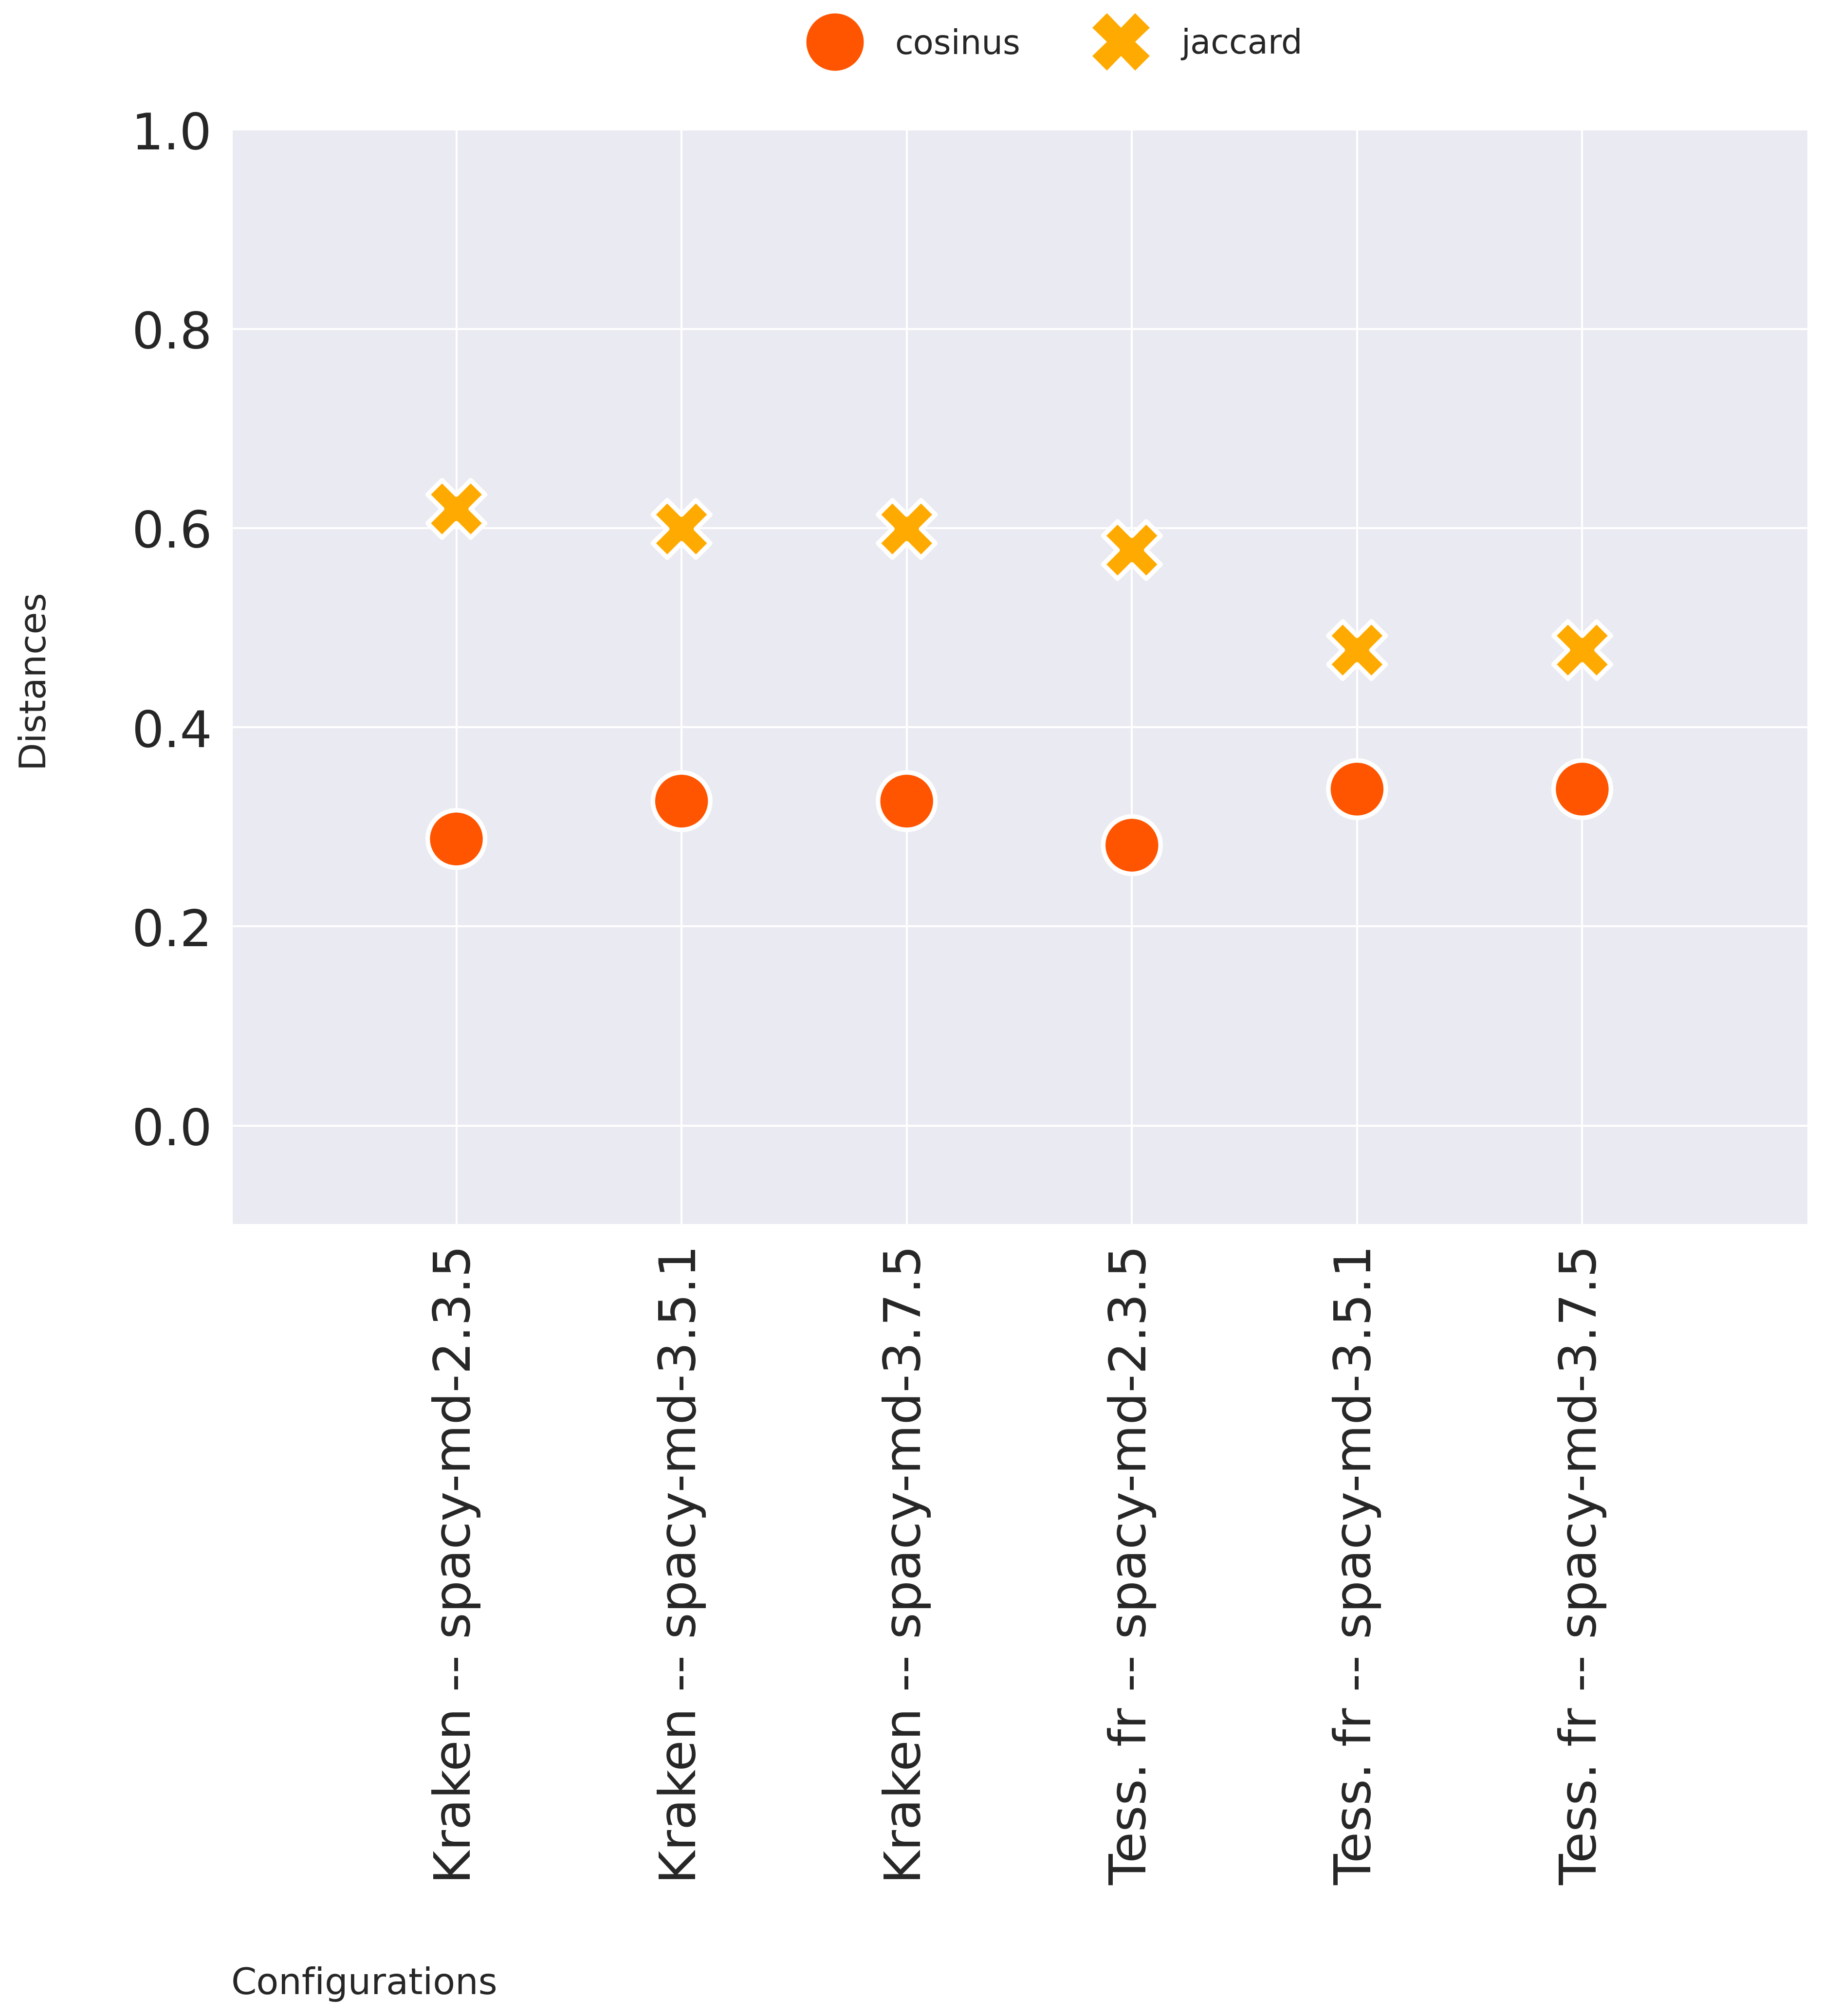 cosinus jaccard
1.0
0.8
0.6
0.4
0.2
0.0
Distances
Kraken -- spacy-md-2.3.5
Kraken -- spacy-md-3.5.1
Kraken -- spacy-md-3.7.5
Tess. fr -- spacy-md-2.3.5
Tess. fr -- spacy-md-3.5.1
Tess. fr -- spacy-md-3.7.5
Configurations